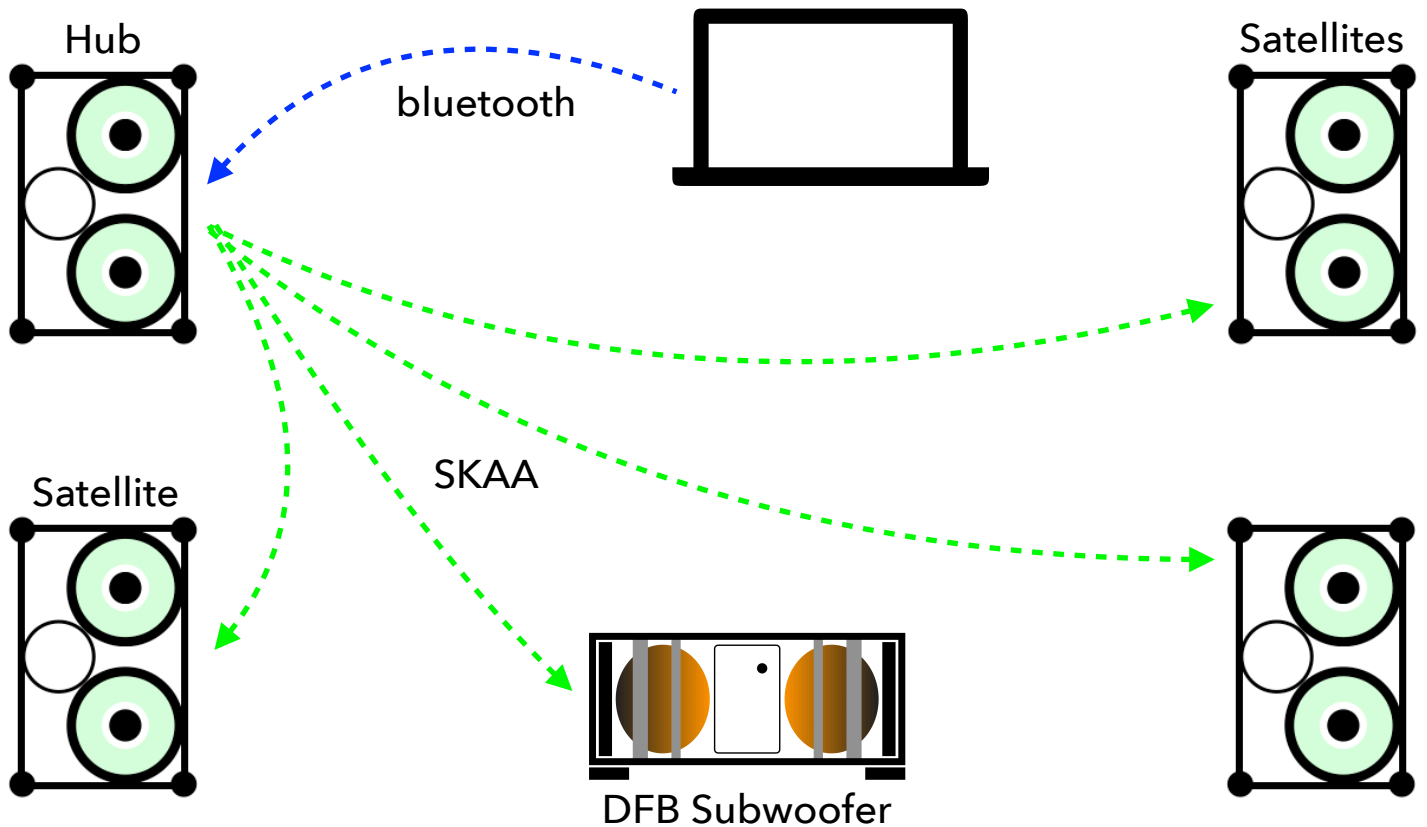 Hub
bluetooth
Satellites
SKAA
Satellite
DFB Subwoofer